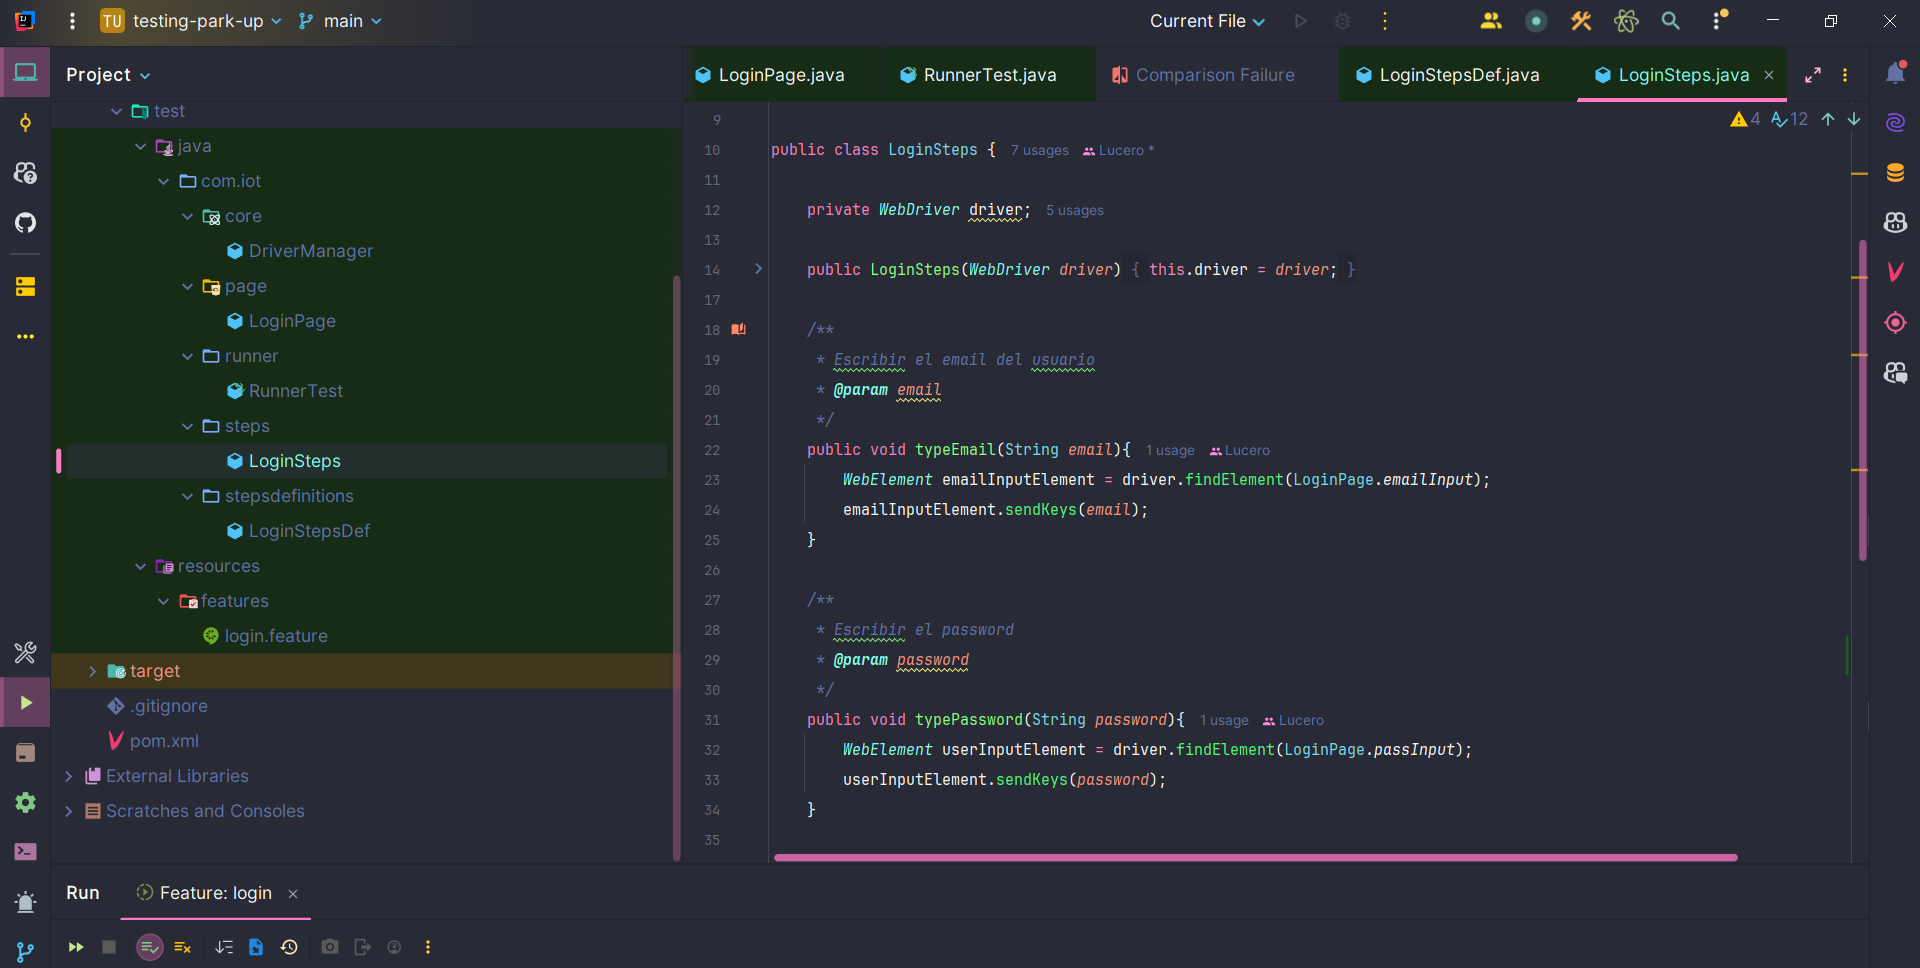 TU testing-park-up main Current File
Project
LoginPage.java RunnerTest.java Comparison Failure LoginStepsDef.java LoginSteps.java
test
java
com.iot
core
DriverManager
page
LoginPage
runner
RunnerTest
steps
LoginSteps
stepsdefinitions
LoginStepsDef
resources
features
login.feature
target
.gitignore
pom.xml
External Libraries
Scratches and Consoles
4 12
9
10 public class LoginSteps { 7 usages Lucero *
11
12 private WebDriver driver; 5 usages
13
14 public LoginSteps(WebDriver driver) { this.driver = driver; }
17
18 /**
19 * Escribir el email del usuario
20 * @param email
21 */
22 public void typeEmail(String email){ 1 usage Lucero
23 WebElement emailInputElement = driver.findElement(LoginPage.emailInput);
24 emailInputElement.sendKeys(email);
25 }
26
27 /**
28 * Escribir el password
29 * @param password
30 */
31 public void typePassword(String password){ 1 usage Lucero
32 WebElement userInputElement = driver.findElement(LoginPage.passInput);
33 userInputElement.sendKeys(password);
34 }
35
Run Feature: login